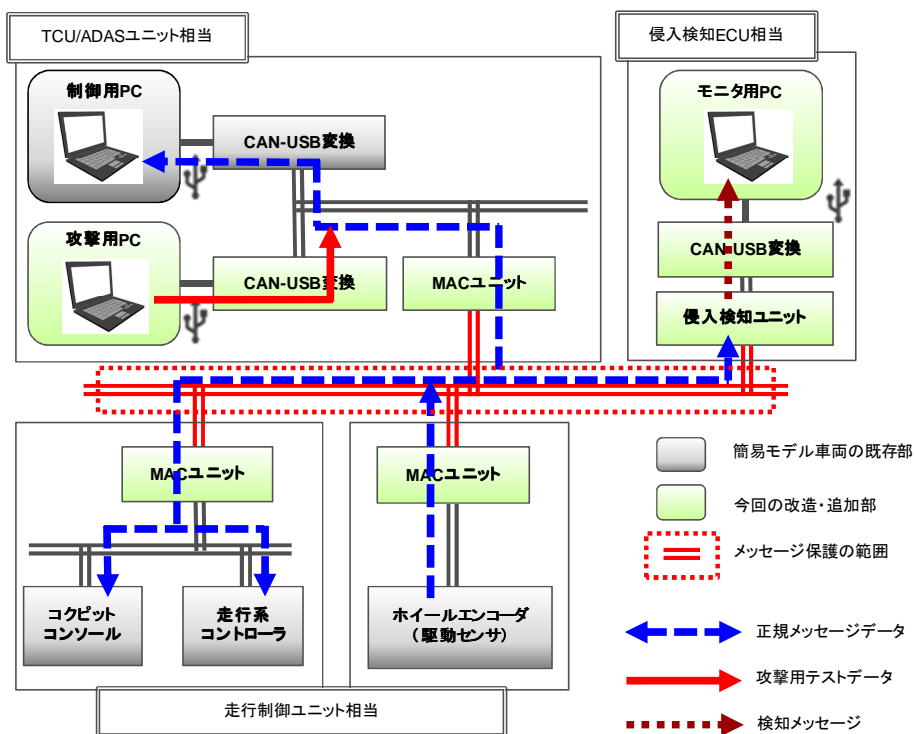 TCU/ADASユニット相当
侵入検知ECU相当
制御用PC
CAN-USB変換
攻撃用PC
CAN-USB変換
MACユニット
モニタ用PC
CAN-USB変換
侵入検知ユニット
MACユニット
MACユニット
コクピット
コンソール
走行系
コントローラ
ホイールエンコーダ
(駆動センサ)
走行制御ユニット相当
簡易モデル車両の既存部
今回の改造・追加部
メッセージ保護の範囲
正規メッセージデータ
攻撃用テストデータ
検知メッセージ